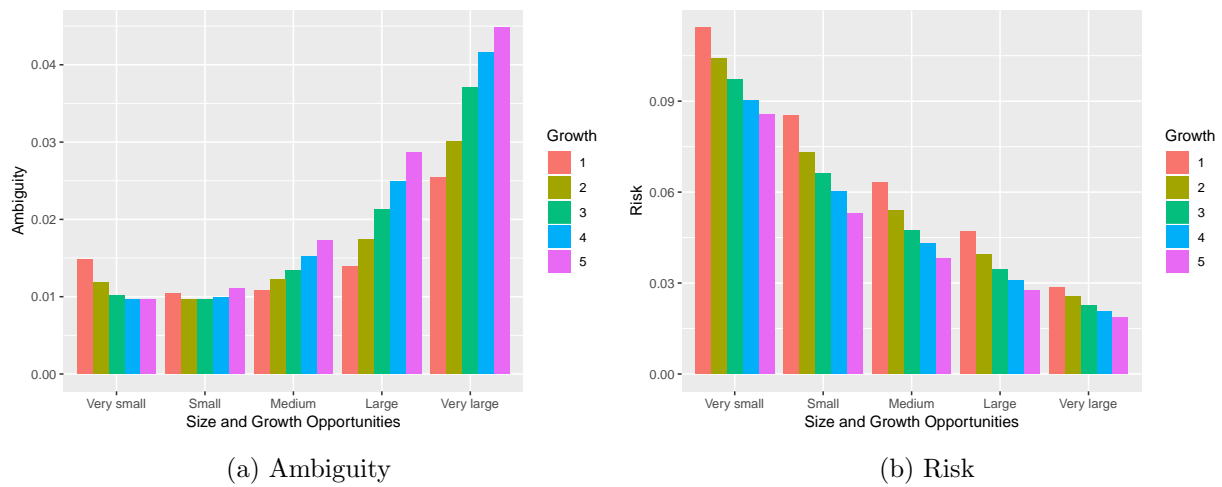 Ambiguity
0.04
0.03
0.02
0.01
0.00
Very small Small Medium Large Very large
Size and Growth Opportunities
Growth
1
2
3
4
5
(a) Ambiguity
Risk
0.09
0.06
0.03
0.00
Very small Small Medium Large Very large
Size and Growth Opportunities
Growth
1
2
3
4
5
(b) Risk